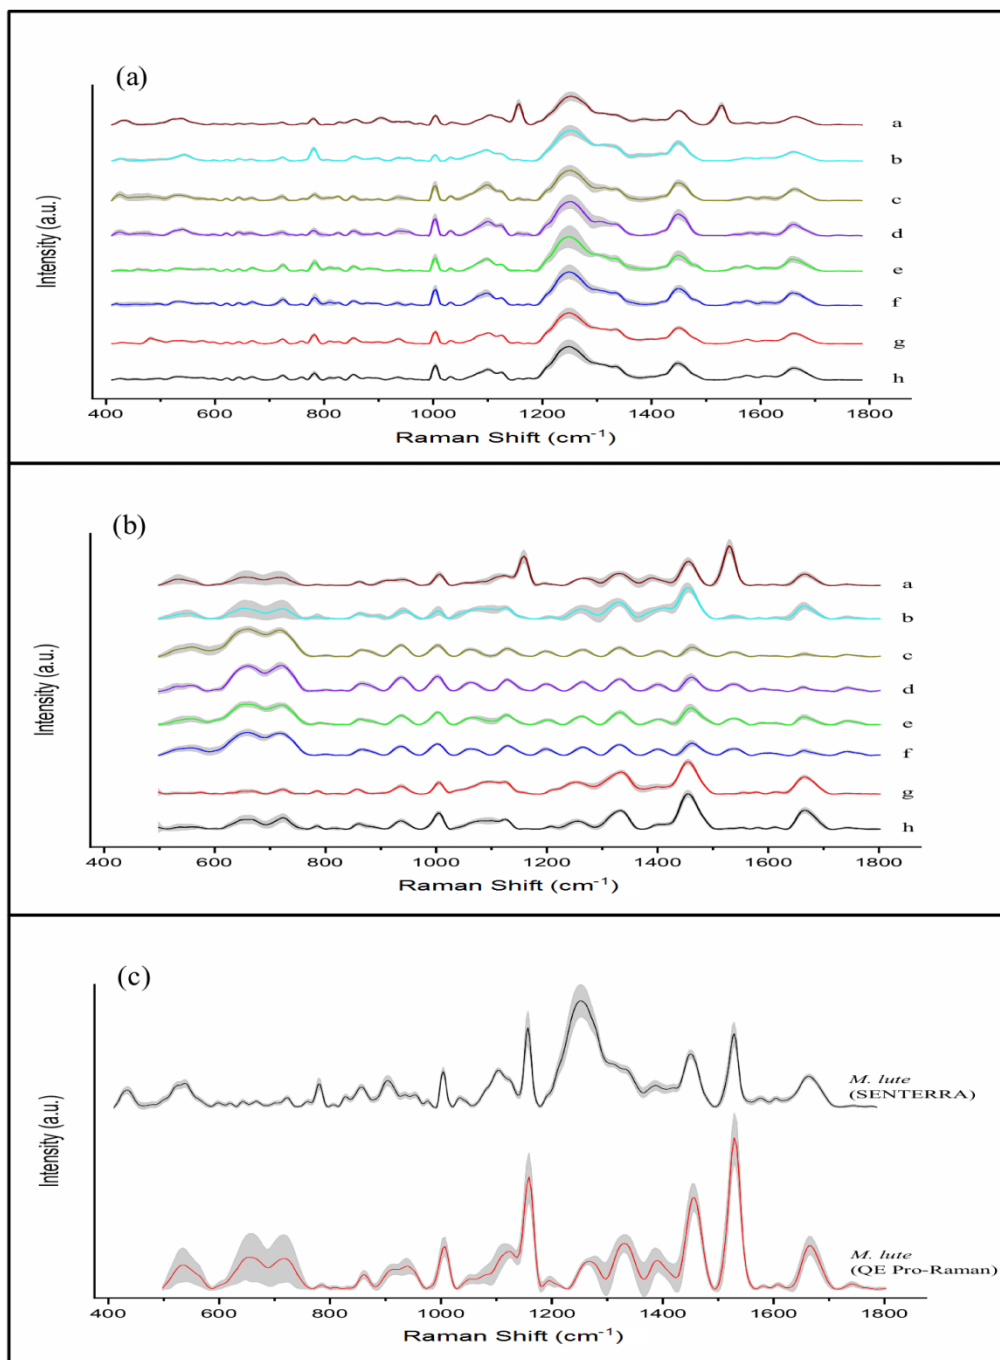 (a)
Intensity (a.u.)
a
b
c
d
e
f
g
h
400 600 800 1000 1200 1400 1600 1800
Raman Shift (cm⁻¹)
(b)
Intensity (a.u.)
a
b
c
d
e
f
g
h
400 600 800 1000 1200 1400 1600 1800
Raman Shift (cm⁻¹)
(c)
Intensity (a.u.)
M. lute
(SENTERRA)
M. lute
(QE Pro-Raman)
400 600 800 1000 1200 1400 1600 1800
Raman Shift (cm⁻¹)